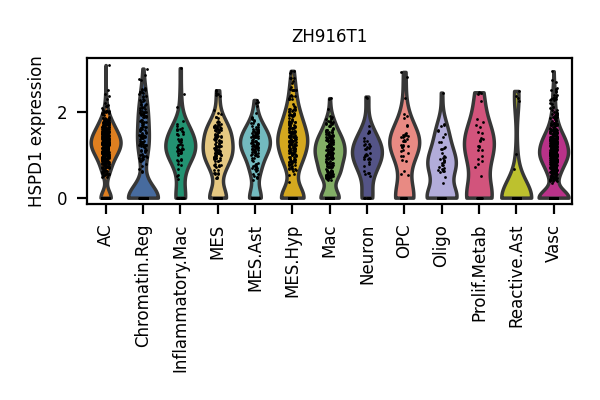 ZH916T1
HSPD1 expression
2
0
AC
Chromatin.Reg
Inflammatory.Mac
MES
MES.Ast
MES.Hyp
Mac
Neuron
OPC
Oligo
Prolif.Metab
Reactive.Ast
Vasc